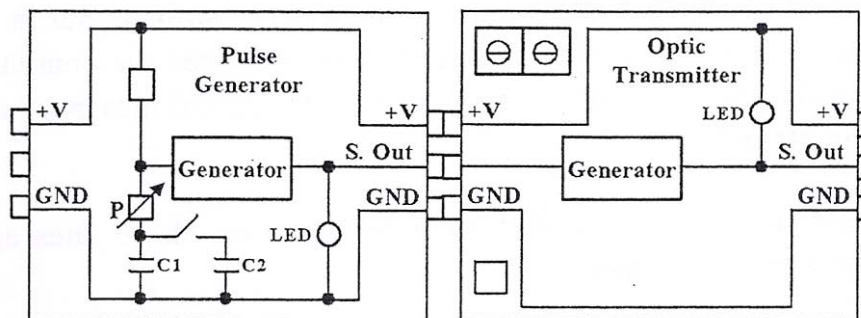 Pulse
Generator
+V
+V
Generator
S. Out
GND
GND
P
LED
C1
C2
Optic
Transmitter
LED
+V
+V
Generator
S. Out
GND
GND